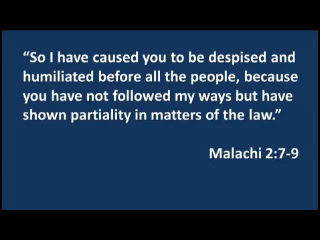 “So I have caused you to be despised and
humiliated before all the people, because
you have not followed my ways but have
shown partiality in matters of the law.”
Malachi 2:7-9